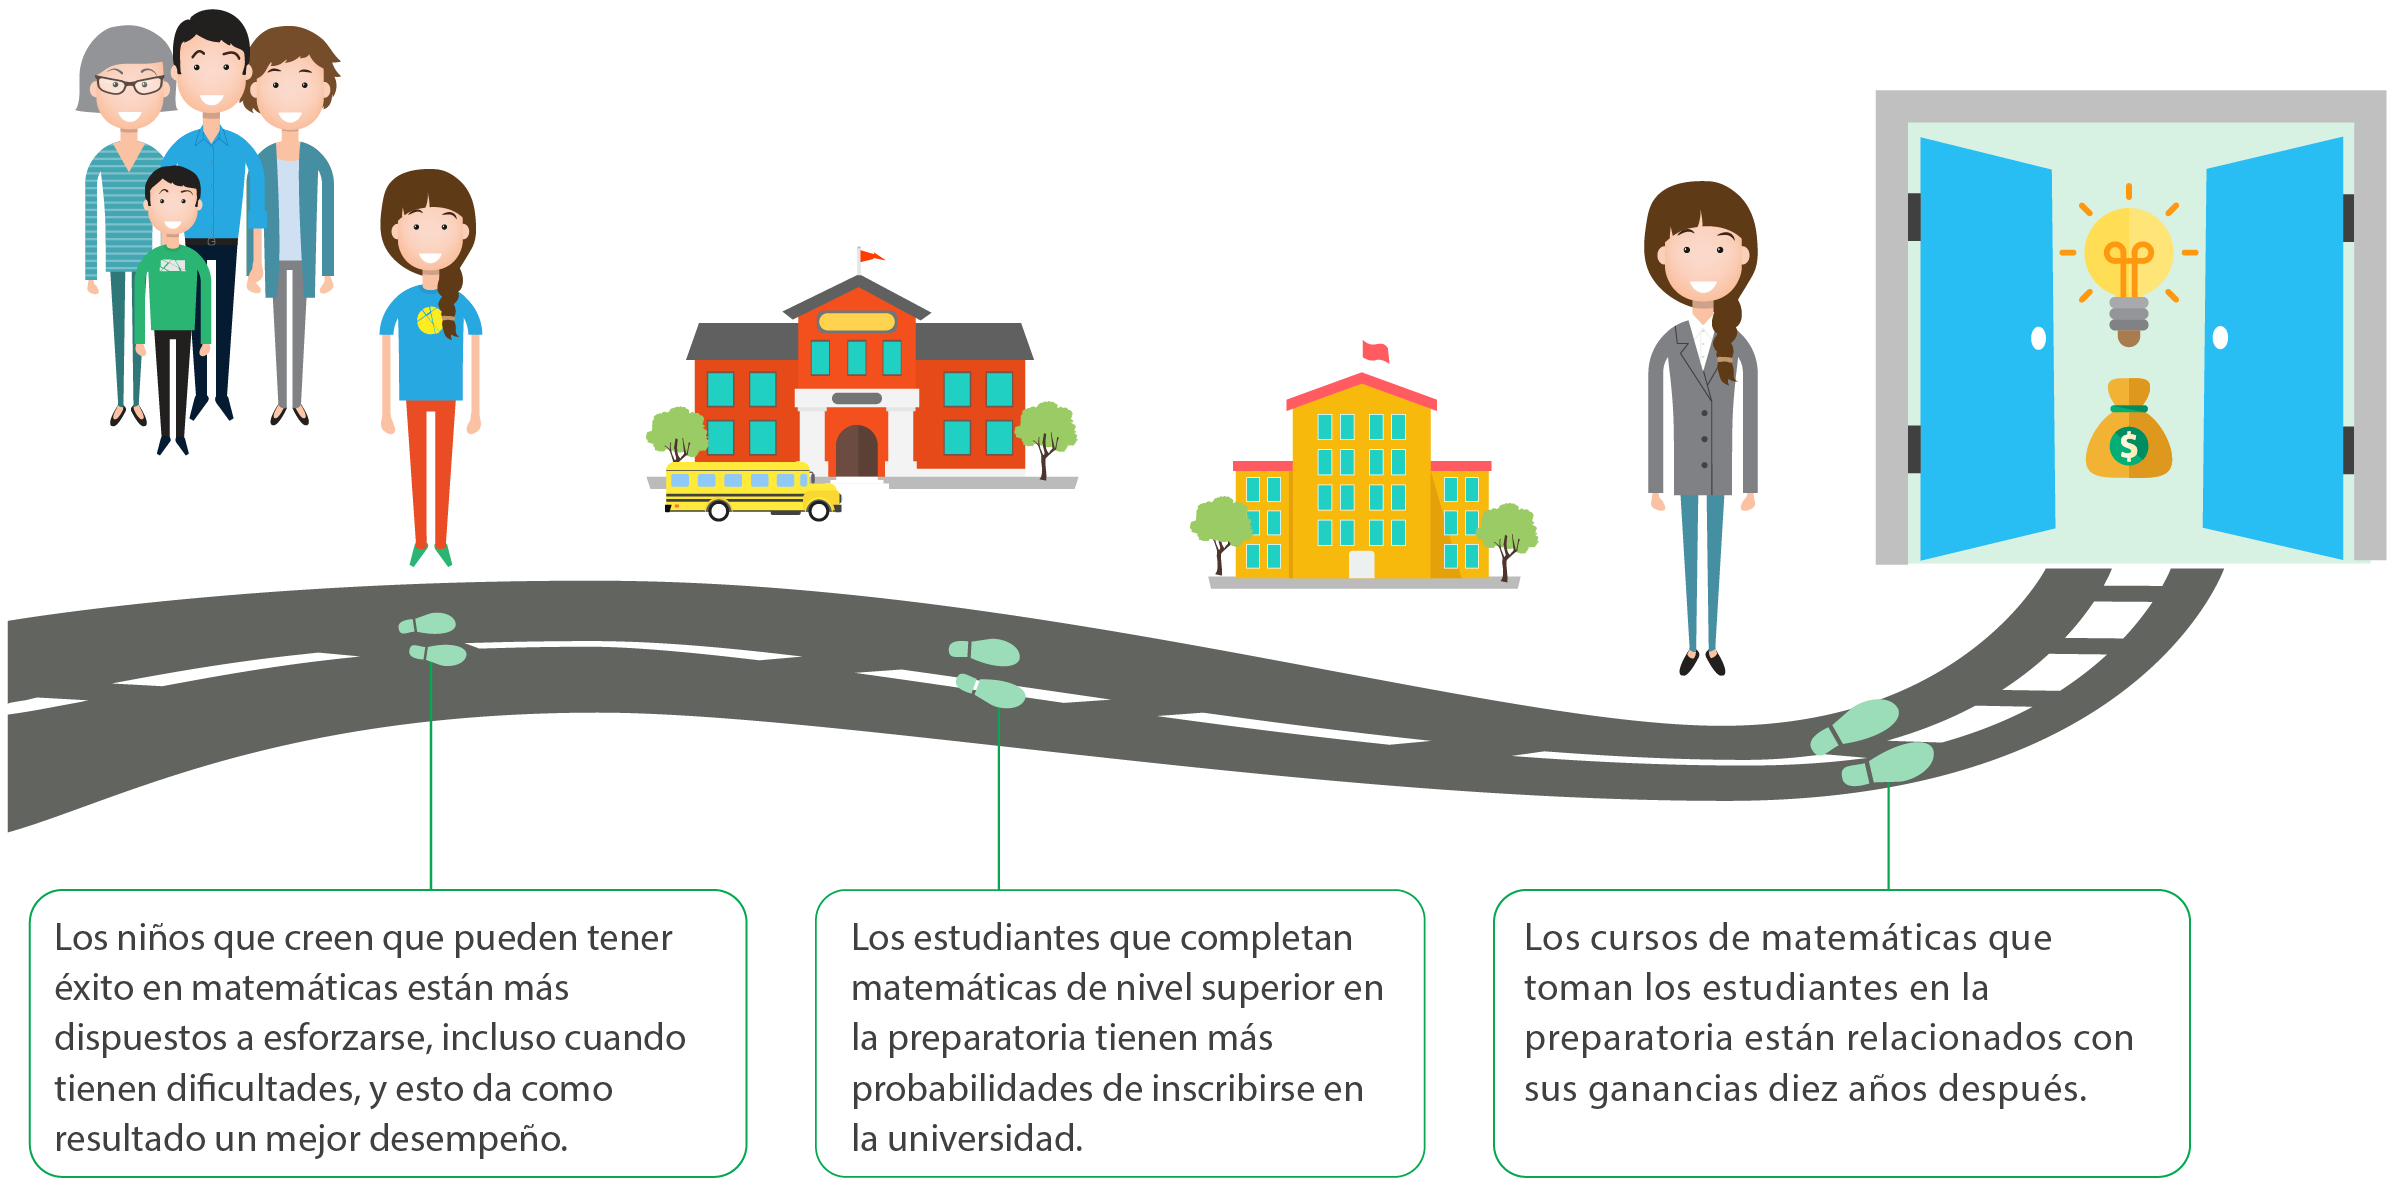 $
Los niños que creen que pueden tener
éxito en matemáticas están más
dispuestos a esforzarse, incluso cuando
tienen dificultades, y esto da como
resultado un mejor desempeño.
Los estudiantes que completan
matemáticas de nivel superior en
la preparatoria tienen más
probabilidades de inscribirse en
la universidad.
Los cursos de matemáticas que
toman los estudiantes en la
preparatoria están relacionados con
sus ganancias diez años después.